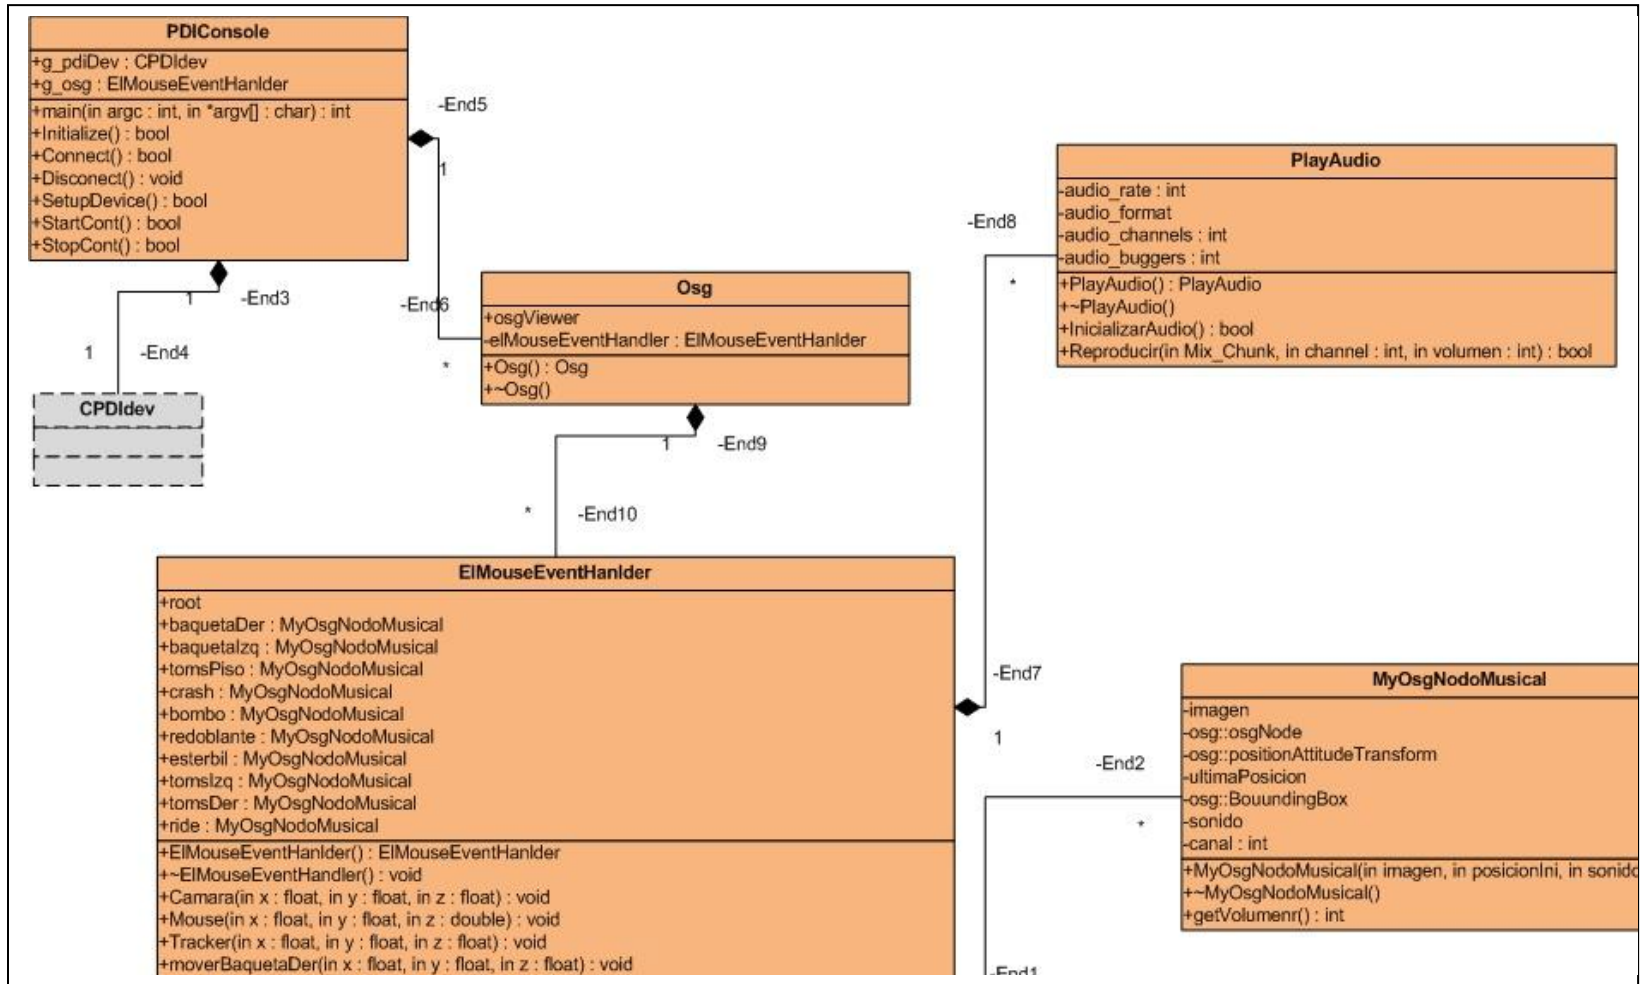 PDIConsole
+g_pdiDev : CPDIdev
+g_osg : ElMouseEventHanlder
+main(in argc : int, in *argv[] : char) : int
+Initialize() : bool
+Connect() : bool
+Disconect() : void
+SetupDevice() : bool
+StartCont() : bool
+StopCont() : bool
-End5
1
-End6
*
1
-End3
1
-End4
CPDIdev
Osg
+osgViewer
-elMouseEventHandler : ElMouseEventHanlder
+Osg() : Osg
+~Osg()
1
-End9
*
-End10
PlayAudio
-audio_rate : int
-audio_format
-audio_channels : int
-audio_buggers : int
+PlayAudio() : PlayAudio
+~PlayAudio()
+InicializarAudio() : bool
+Reproducir(in Mix_Chunk, in channel : int, in volumen : int) : bool
-End8
*
ElMouseEventHanlder
+root
+baquetaDer : MyOsgNodoMusical
+baquetaIzq : MyOsgNodoMusical
+tomsPiso : MyOsgNodoMusical
+crash : MyOsgNodoMusical
+bombo : MyOsgNodoMusical
+redoblante : MyOsgNodoMusical
+esterbil : MyOsgNodoMusical
+tomsIzq : MyOsgNodoMusical
+tomsDer : MyOsgNodoMusical
+ride : MyOsgNodoMusical
+ElMouseEventHanlder() : ElMouseEventHanlder
+~ElMouseEventHandler() : void
+Camara(in x : float, in y : float, in z : float) : void
+Mouse(in x : float, in y : float, in z : double) : void
+Tracker(in x : float, in y : float, in z : float) : void
+moverBaquetaDer(in x : float, in y : float, in z : float) : void
-End7
1
-End2
*
-End1
MyOsgNodoMusical
-imagen
-osg::osgNode
-osg::positionAttitudeTransform
-ultimaPosicion
-osg::BouundingBox
-sonido
-canal : int
+MyOsgNodoMusical(in imagen, in posicionIni, in sonido
+~MyOsgNodoMusical()
+getVolumenr() : int